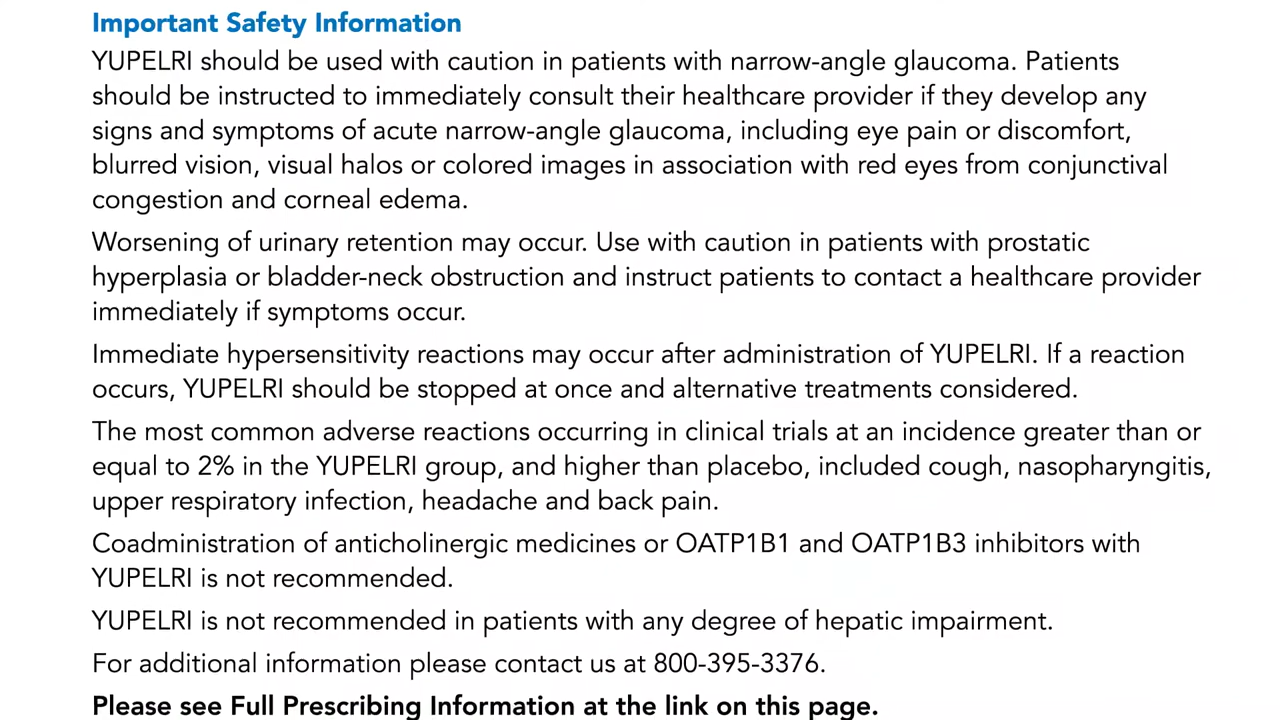 Important Safety Information
YUPELRI should be used with caution in patients with narrow-angle glaucoma. Patients
should be instructed to immediately consult their healthcare provider if they develop any
signs and symptoms of acute narrow-angle glaucoma, including eye pain or discomfort,
blurred vision, visual halos or colored images in association with red eyes from conjunctival
congestion and corneal edema.
Worsening of urinary retention may occur. Use with caution in patients with prostatic
hyperplasia or bladder-neck obstruction and instruct patients to contact a healthcare provider
immediately if symptoms occur.
Immediate hypersensitivity reactions may occur after administration of YUPELRI. If a reaction
occurs, YUPELRI should be stopped at once and alternative treatments considered.
The most common adverse reactions occurring in clinical trials at an incidence greater than or
equal to 2% in the YUPELRI group, and higher than placebo, included cough, nasopharyngitis,
upper respiratory infection, headache and back pain.
Coadministration of anticholinergic medicines or OATP1B1 and OATP1B3 inhibitors with
YUPELRI is not recommended.
YUPELRI is not recommended in patients with any degree of hepatic impairment.
For additional information please contact us at 800-395-3376.
Please see Full Prescribing Information at the link on this page.